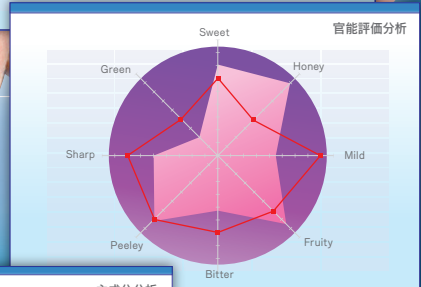 官能評価分析
Sweet
Green
Honey
Sharp
Mild
Peeley
Fruity
Bitter